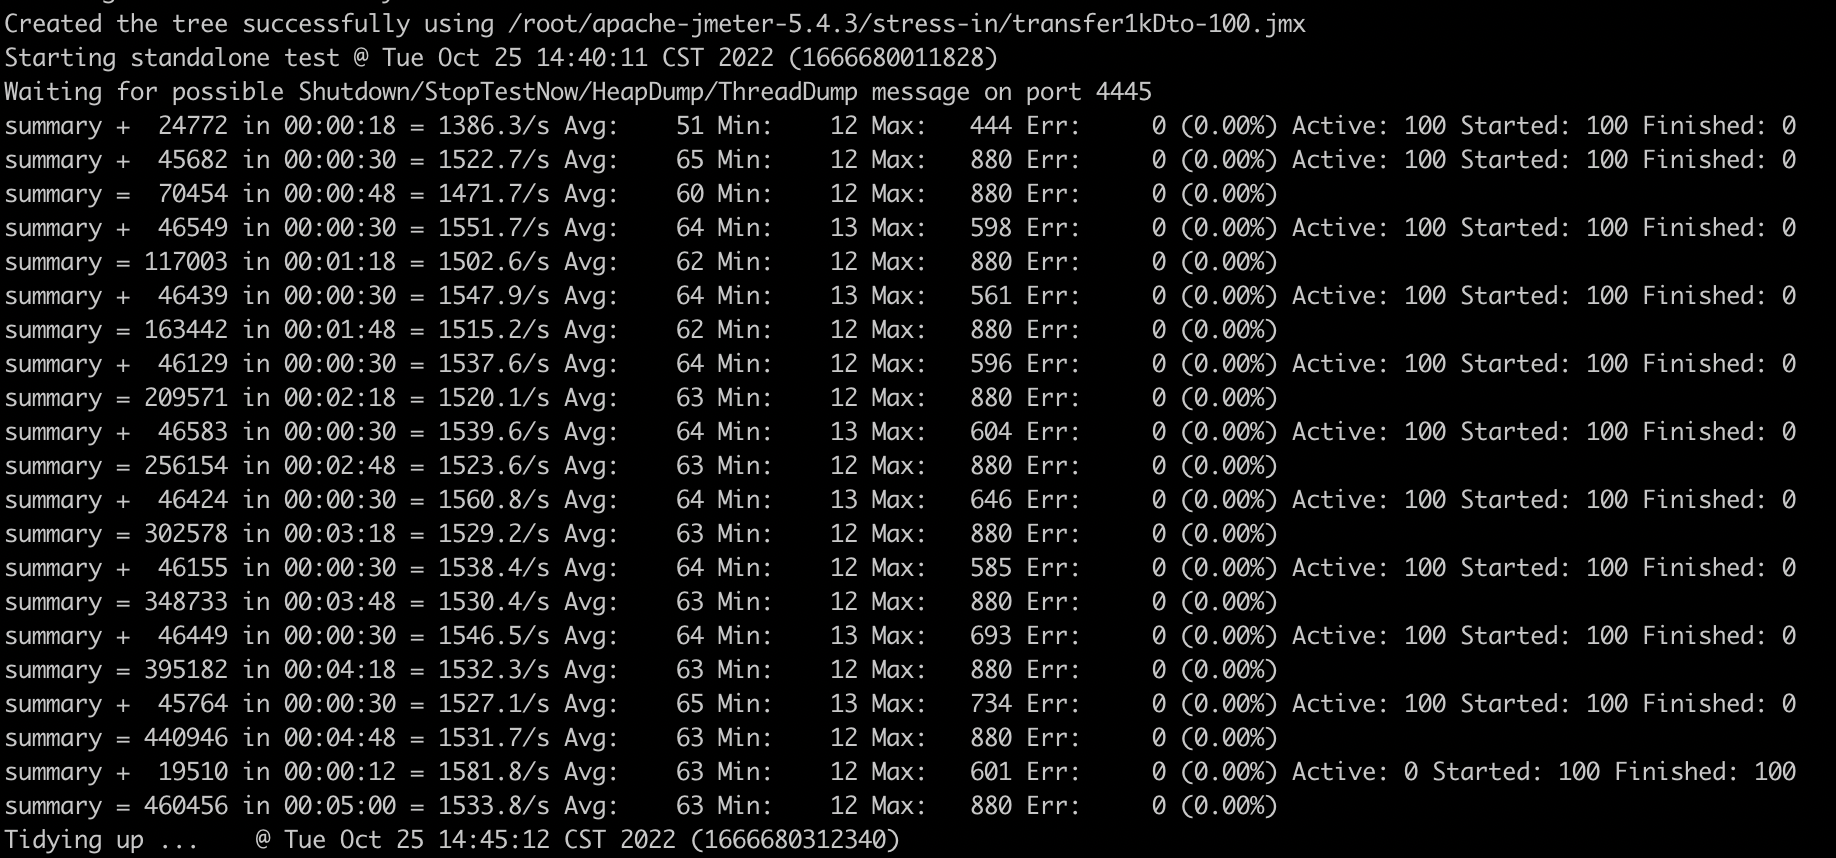 Created the tree successfully using /root/apache-jmeter-5.4.3/stress-in/transfer1kDto-100.jmx
Starting standalone test @ Tue Oct 25 14:40:11 CST 2022 (1666680011828)
Waiting for possible Shutdown/StopTestNow/HeapDump/ThreadDump message on port 4445
summary +  24772 in 00:00:18 = 1386.3/s Avg:    51 Min:    12 Max:   444 Err:     0 (0.00%) Active: 100 Started: 100 Finished: 0
summary +  45682 in 00:00:30 = 1522.7/s Avg:    65 Min:    12 Max:   880 Err:     0 (0.00%) Active: 100 Started: 100 Finished: 0
summary =  70454 in 00:00:48 = 1471.7/s Avg:    60 Min:    12 Max:   880 Err:     0 (0.00%)
summary +  46549 in 00:00:30 = 1551.7/s Avg:    64 Min:    13 Max:   598 Err:     0 (0.00%) Active: 100 Started: 100 Finished: 0
summary = 117003 in 00:01:18 = 1502.6/s Avg:    62 Min:    12 Max:   880 Err:     0 (0.00%)
summary +  46439 in 00:00:30 = 1547.9/s Avg:    64 Min:    13 Max:   561 Err:     0 (0.00%) Active: 100 Started: 100 Finished: 0
summary = 163442 in 00:01:48 = 1515.2/s Avg:    62 Min:    12 Max:   880 Err:     0 (0.00%)
summary +  46129 in 00:00:30 = 1537.6/s Avg:    64 Min:    12 Max:   596 Err:     0 (0.00%) Active: 100 Started: 100 Finished: 0
summary = 209571 in 00:02:18 = 1520.1/s Avg:    63 Min:    12 Max:   880 Err:     0 (0.00%)
summary +  46583 in 00:00:30 = 1539.6/s Avg:    64 Min:    13 Max:   604 Err:     0 (0.00%) Active: 100 Started: 100 Finished: 0
summary = 256154 in 00:02:48 = 1523.6/s Avg:    63 Min:    12 Max:   880 Err:     0 (0.00%)
summary +  46424 in 00:00:30 = 1560.8/s Avg:    64 Min:    13 Max:   646 Err:     0 (0.00%) Active: 100 Started: 100 Finished: 0
summary = 302578 in 00:03:18 = 1529.2/s Avg:    63 Min:    12 Max:   880 Err:     0 (0.00%)
summary +  46155 in 00:00:30 = 1538.4/s Avg:    64 Min:    12 Max:   585 Err:     0 (0.00%) Active: 100 Started: 100 Finished: 0
summary = 348733 in 00:03:48 = 1530.4/s Avg:    63 Min:    12 Max:   880 Err:     0 (0.00%)
summary +  46449 in 00:00:30 = 1546.5/s Avg:    64 Min:    13 Max:   693 Err:     0 (0.00%) Active: 100 Started: 100 Finished: 0
summary = 395182 in 00:04:18 = 1532.3/s Avg:    63 Min:    12 Max:   880 Err:     0 (0.00%)
summary +  45764 in 00:00:30 = 1527.1/s Avg:    65 Min:    13 Max:   734 Err:     0 (0.00%) Active: 100 Started: 100 Finished: 0
summary = 440946 in 00:04:48 = 1531.7/s Avg:    63 Min:    12 Max:   880 Err:     0 (0.00%)
summary +  19510 in 00:00:12 = 1581.8/s Avg:    63 Min:    12 Max:   601 Err:     0 (0.00%) Active: 0 Started: 100 Finished: 100
summary = 460456 in 00:05:00 = 1533.8/s Avg:    63 Min:    12 Max:   880 Err:     0 (0.00%)
Tidying up ...    @ Tue Oct 25 14:45:12 CST 2022 (1666680312340)